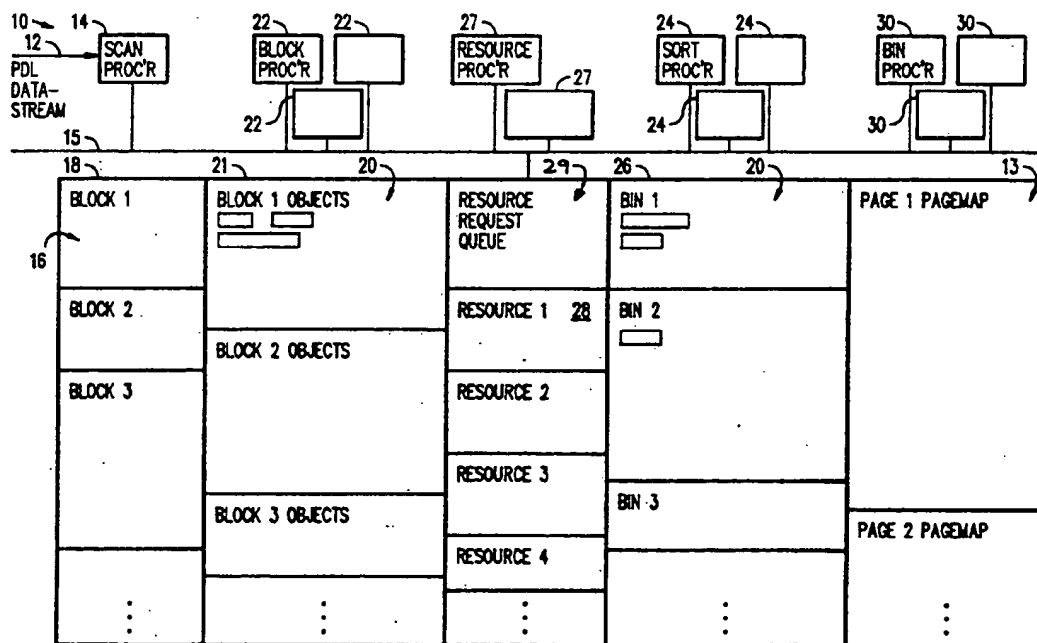 10
12
PDL
DATA-
STREAM
14
SCAN
PROC'R
22
BLOCK
PROC'R
22
22
27
RESOURCE
PROC'R
27
24
SORT
PROC'R
24
24
30
BIN
PROC'R
30
30
15
18
BLOCK 1
16
BLOCK 2
BLOCK 3
21
20
BLOCK 1 OBJECTS
BLOCK 2 OBJECTS
BLOCK 3 OBJECTS
29
RESOURCE
REQUEST
QUEUE
RESOURCE 1 28
RESOURCE 2
RESOURCE 3
RESOURCE 4
26
20
BIN 1
BIN 2
BIN 3
13
PAGE 1 PAGEMAP
PAGE 2 PAGEMAP